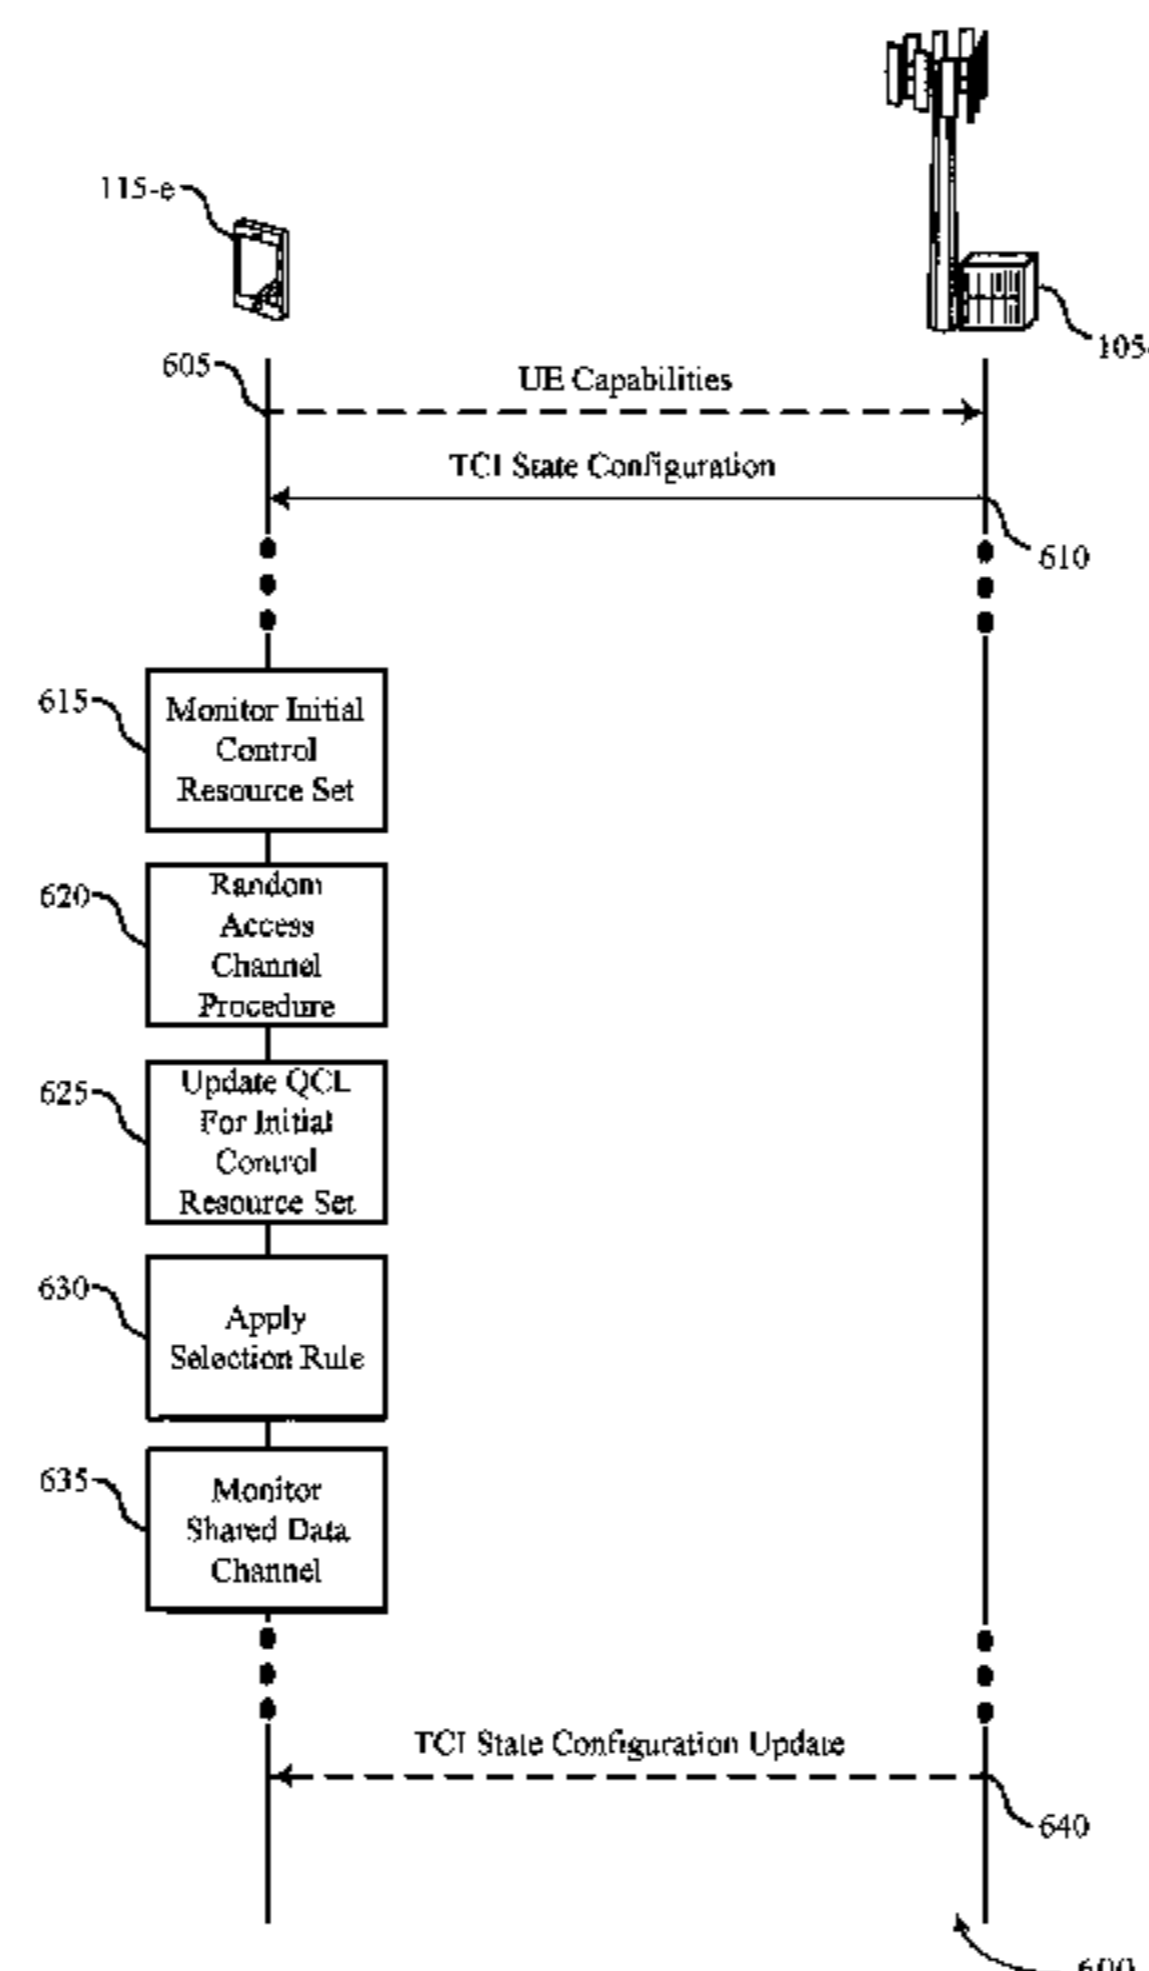 115-e
105-
605
UE Capabilities
TCI State Configuration
610
615
Monitor Initial
Control
Resource Set
620
Random
Access
Channel
Procedure
625
Update QCL
For Initial
Control
Resource Set
630
Apply
Selection Rule
635
Monitor
Shared Data
Channel
TCI State Configuration Update
640
600